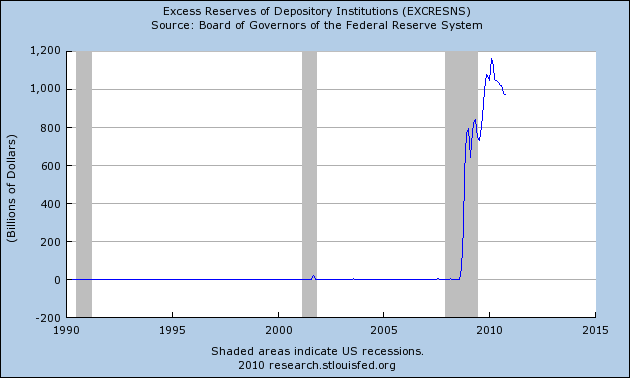 Excess Reserves of Depository Institutions (EXCRESNS)
Source: Board of Governors of the Federal Reserve System
(Billions of Dollars)
1,200
1,000
800
600
400
200
0
-200
1990 1995 2000 2005 2010 2015
Shaded areas indicate US recessions.
2010 research.stlouisfed.org